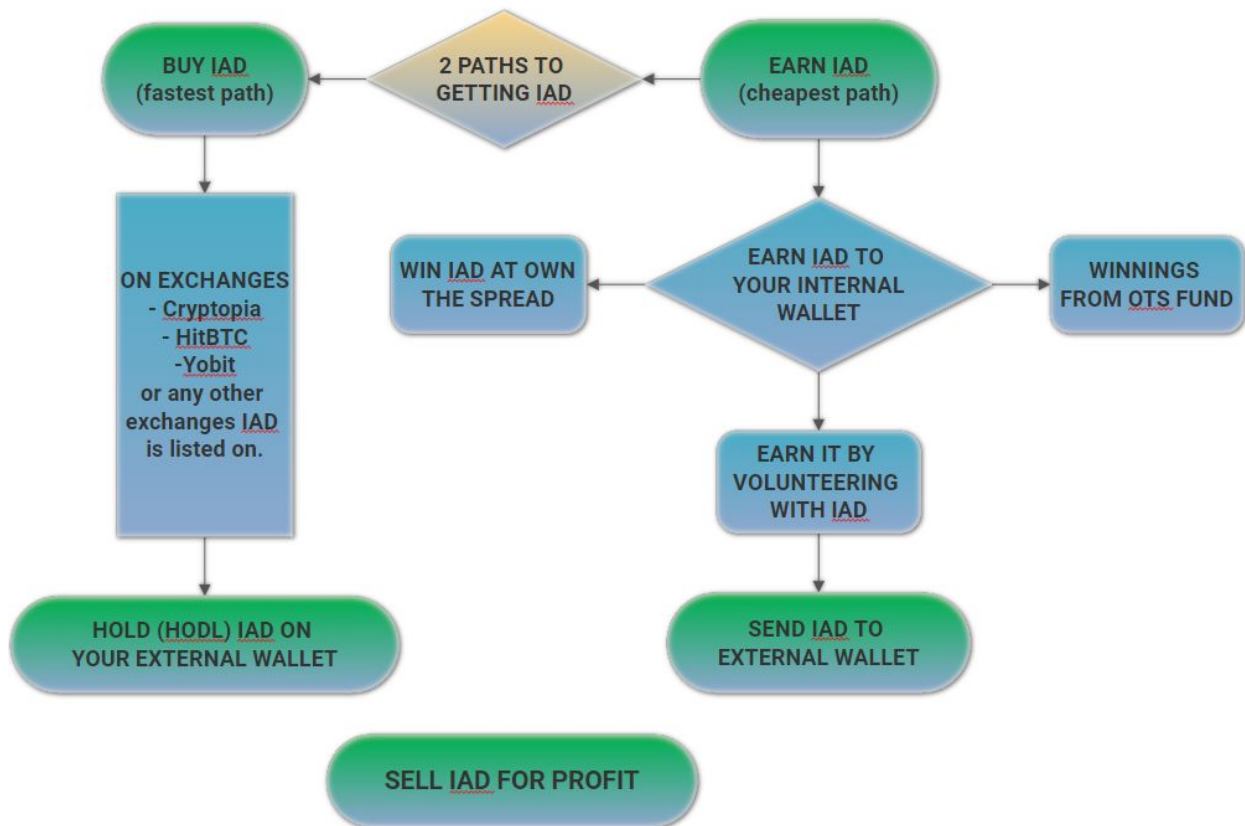 BUY IAD
(fastest path)
2 PATHS TO
GETTING IAD
EARN IAD
(cheapest path)
ON EXCHANGES
- Cryptopia
- HitBTC
-Yobit
or any other
exchanges IAD
is listed on.
WIN IAD AT OWN
THE SPREAD
EARN IAD TO
YOUR INTERNAL
WALLET
WINNINGS
FROM OTS FUND
EARN IT BY
VOLUNTEERING
WITH IAD
HOLD (HODL) IAD ON
YOUR EXTERNAL WALLET
SEND IAD TO
EXTERNAL WALLET
SELL IAD FOR PROFIT